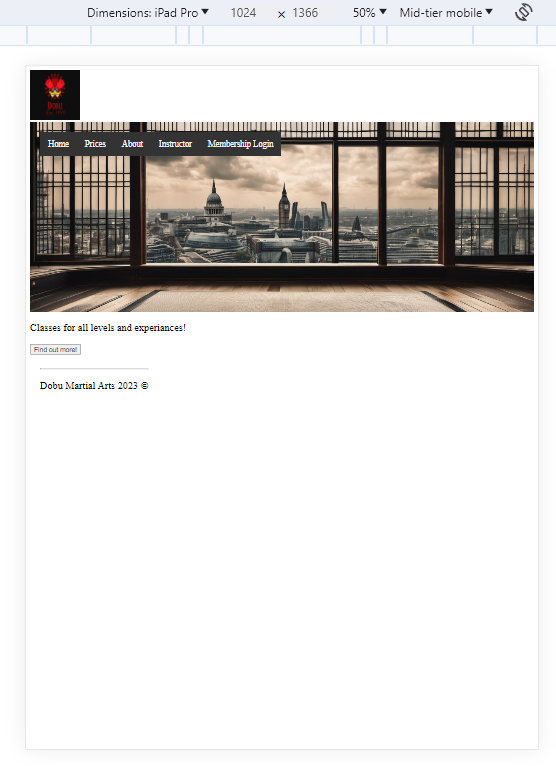 Dimensions: iPad Pro 1024 × 1366 50% Mid-tier mobile
DOBU
Home Prices About Instructor Membership Login
Classes for all levels and experiances!
Find out more!
Dobu Martial Arts 2023 ©